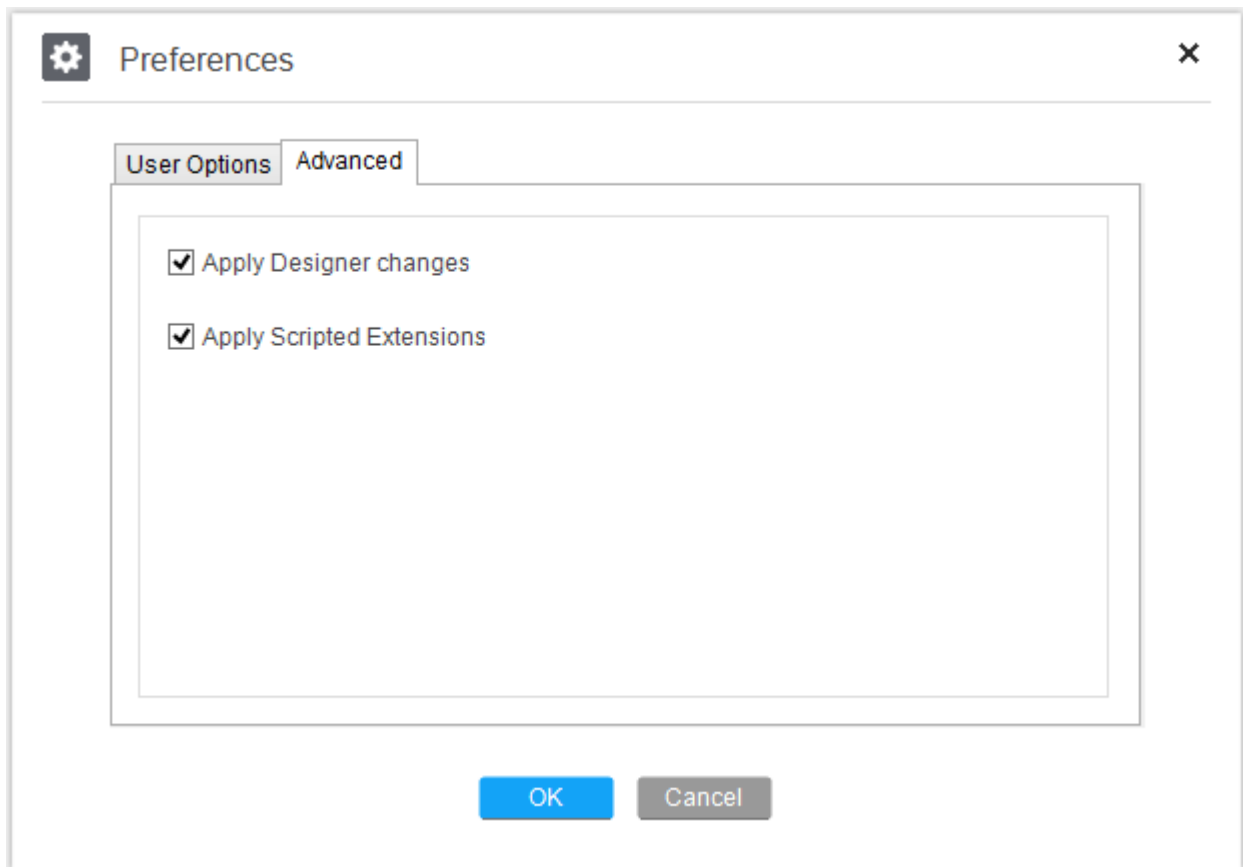 Preferences
User Options
Advanced
Apply Designer changes
Apply Scripted Extensions
OK
Cancel